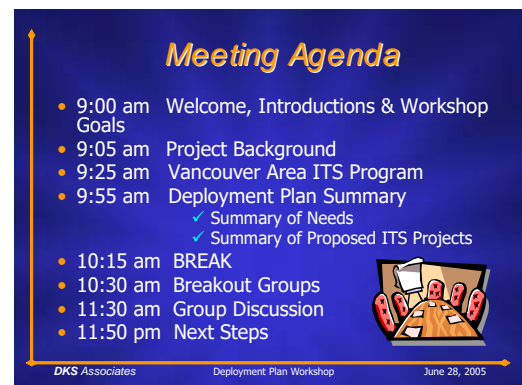 Meeting Agenda
• 9:00 am Welcome, Introductions & Workshop
Goals
• 9:05 am Project Background
• 9:25 am Vancouver Area ITS Program
• 9:55 am Deployment Plan Summary
✓ Summary of Needs
✓ Summary of Proposed ITS Projects
• 10:15 am BREAK
• 10:30 am Breakout Groups
• 11:30 am Group Discussion
• 11:50 pm Next Steps
DKS Associates Deployment Plan Workshop June 28, 2005